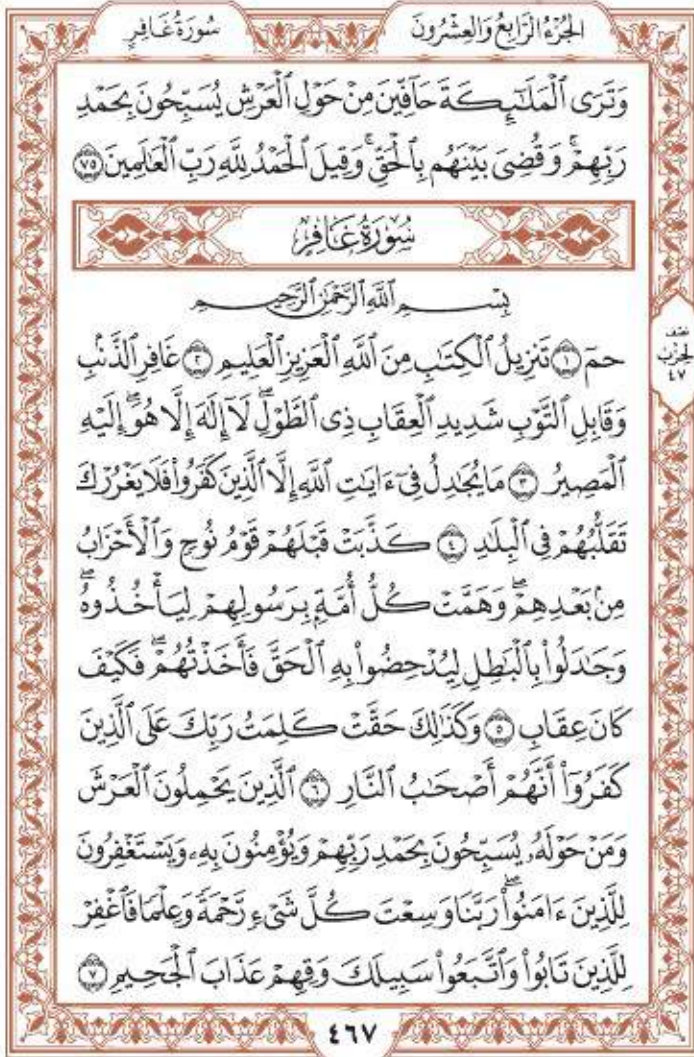 الجُزْءُ الرَّابِعُ وَالعِشْرُونَ
سُورَةُ غَافِرٍ
وَتَرَى ٱلْمَلَٰٓئِكَةَ حَآفِّينَ مِنْ حَوْلِ ٱلْعَرْشِ يُسَبِّحُونَ بِحَمْدِ
رَبِّهِمْۖ وَقُضِىَ بَيْنَهُم بِٱلْحَقِّۚ وَقِيلَ ٱلْحَمْدُ لِلَّهِ رَبِّ ٱلْعَٰلَمِينَ ٧٥
سُورَةُ غَافِرٍ
بِسْمِ ٱللَّهِ ٱلرَّحْمَٰنِ ٱلرَّحِيمِ
حمٓ ١ تَنزِيلُ ٱلْكِتَٰبِ مِنَ ٱللَّهِ ٱلْعَزِيزِ ٱلْعَلِيمِ ٢ غَافِرِ ٱلذَّنۢبِ
وَقَابِلِ ٱلتَّوْبِ شَدِيدِ ٱلْعِقَابِ ذِى ٱلطَّوْلِۖ لَآ إِلَٰهَ إِلَّا هُوَۖ إِلَيْهِ
ٱلْمَصِيرُ ٣ مَا يُجَٰدِلُ فِىٓ ءَايَٰتِ ٱللَّهِ إِلَّا ٱلَّذِينَ كَفَرُوا۟ فَلَا يَغْرُرْكَ
تَقَلُّبُهُمْ فِى ٱلْبِلَٰدِ ٤ كَذَّبَتْ قَبْلَهُمْ قَوْمُ نُوحٍ وَٱلْأَحْزَابُ
مِنۢ بَعْدِهِمْۖ وَهَمَّتْ كُلُّ أُمَّةٍۭ بِرَسُولِهِمْ لِيَأْخُذُوهُۖ
وَجَٰدَلُوا۟ بِٱلْبَٰطِلِ لِيُدْحِضُوا۟ بِهِ ٱلْحَقَّ فَأَخَذْتُهُمْۖ فَكَيْفَ
كَانَ عِقَابِ ٥ وَكَذَٰلِكَ حَقَّتْ كَلِمَتُ رَبِّكَ عَلَى ٱلَّذِينَ
كَفَرُوٓا۟ أَنَّهُمْ أَصْحَٰبُ ٱلنَّارِ ٦ ٱلَّذِينَ يَحْمِلُونَ ٱلْعَرْشَ
وَمَنْ حَوْلَهُۥ يُسَبِّحُونَ بِحَمْدِ رَبِّهِمْ وَيُؤْمِنُونَ بِهِۦ وَيَسْتَغْفِرُونَ
لِلَّذِينَ ءَامَنُوا۟ۖ رَبَّنَا وَسِعْتَ كُلَّ شَىْءٍ رَّحْمَةً وَعِلْمًا فَٱغْفِرْ
لِلَّذِينَ تَابُوا۟ وَٱتَّبَعُوا۟ سَبِيلَكَ وَقِهِمْ عَذَابَ ٱلْجَحِيمِ ٧
نصف
الحزب
٤٧
٤٦٧